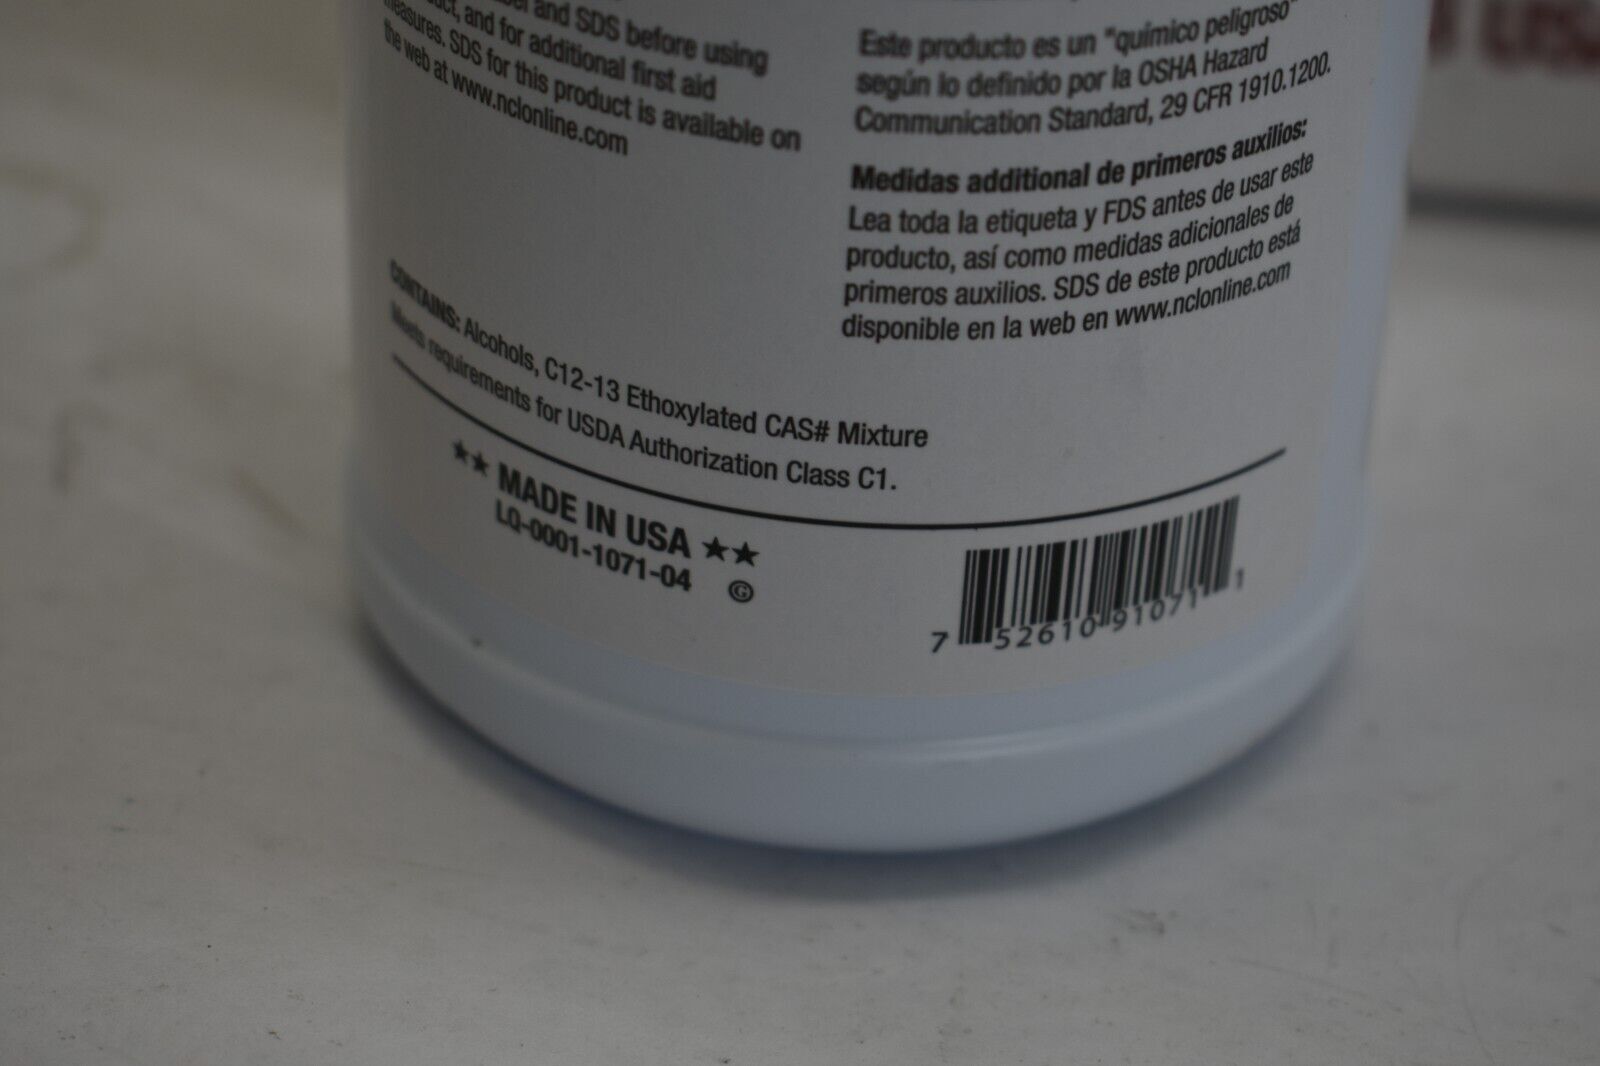 and SDS before using
and for additional first aid
measures. SDS for this product is available on
the web at www.nclonline.com
CONTAINS: Alcohols, C12-13 Ethoxylated CAS# Mixture
Meets requirements for USDA Authorization Class C1.
Este producto es un "químico peligroso"
según lo definido por la OSHA Hazard
Communication Standard, 29 CFR 1910.1200.
Medidas additional de primeros auxilios:
Lea toda la etiqueta y FDS antes de usar este
producto, así como medidas adicionales de
primeros auxilios. SDS de este producto está
disponible en la web en www.nclonline.com
★★ MADE IN USA ★★
LQ-0001-1071-04 G
7 52610 91071 1